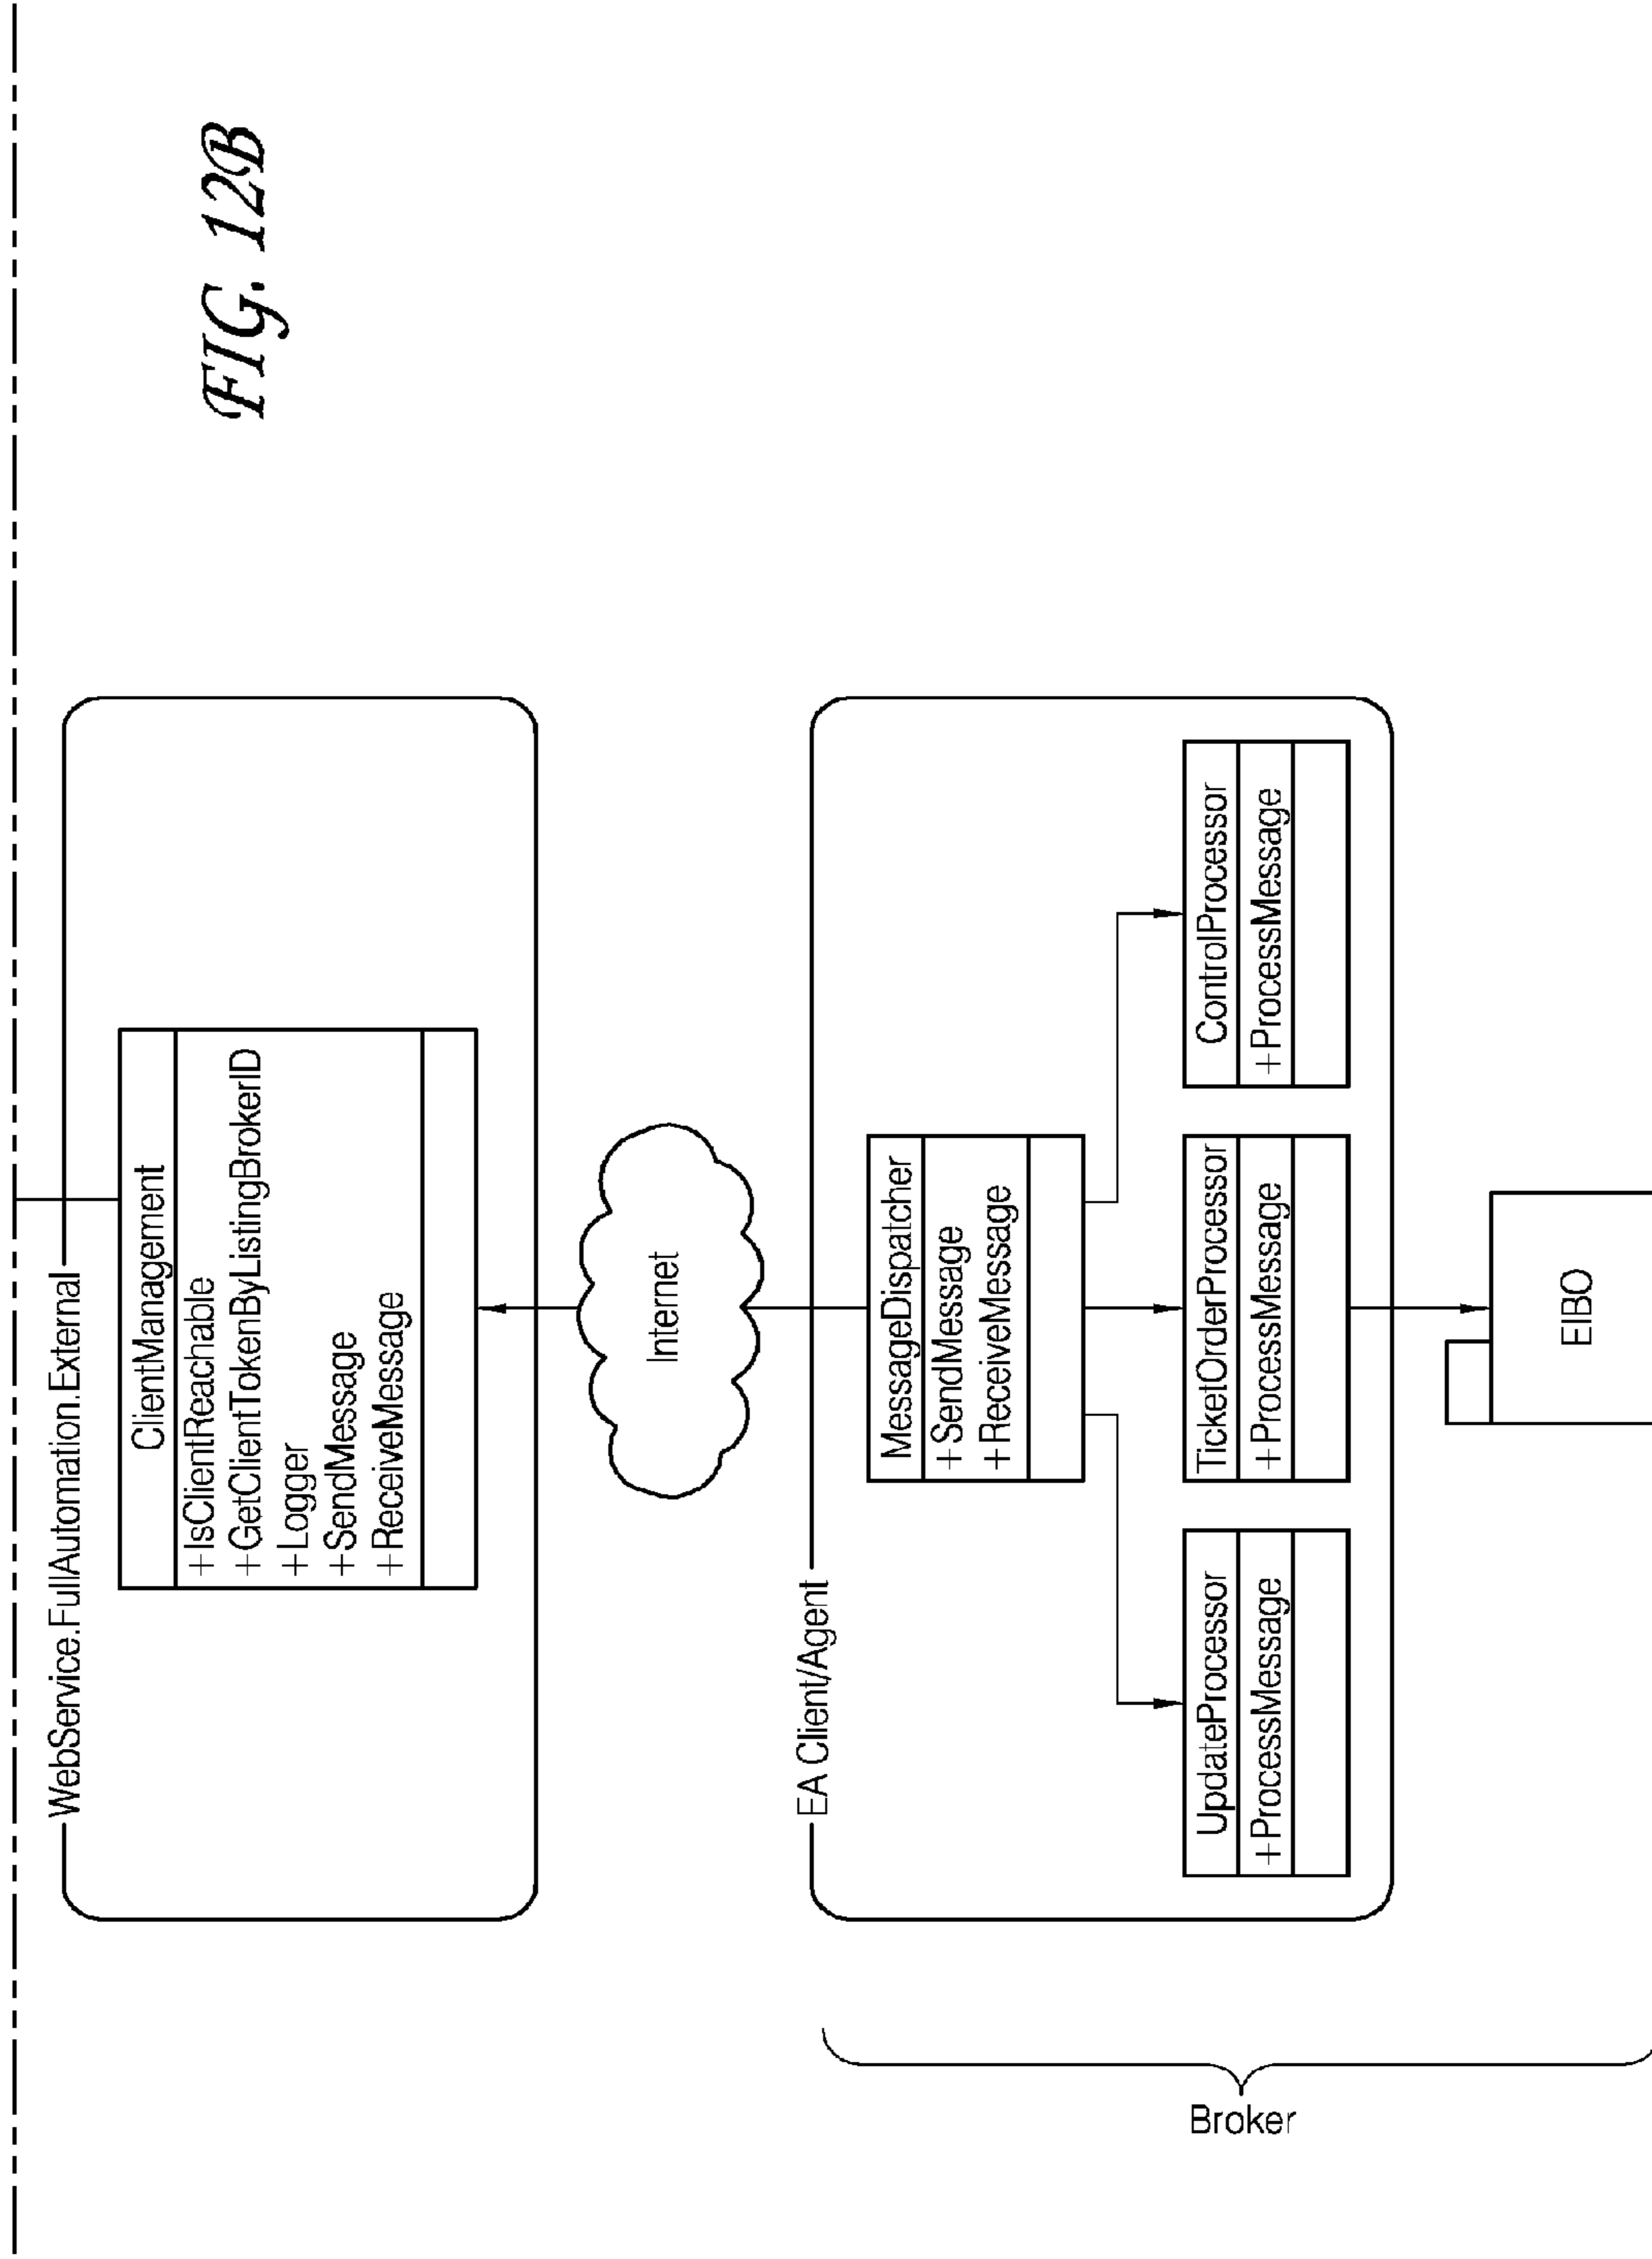 FIG. 12B
WebService.FullAutomation.External
ClientManagement
+IsClientReachable
+GetClientTokenByListingBrokerID
+Logger
+SendMessage
+ReceiveMessage
Internet
EA Client/Agent
MessageDispatcher
+SendMessage
+ReceiveMessage
UpdateProcessor
+ProcessMessage
TicketOrderProcessor
+ProcessMessage
ControlProcessor
+ProcessMessage
Broker
EIBO